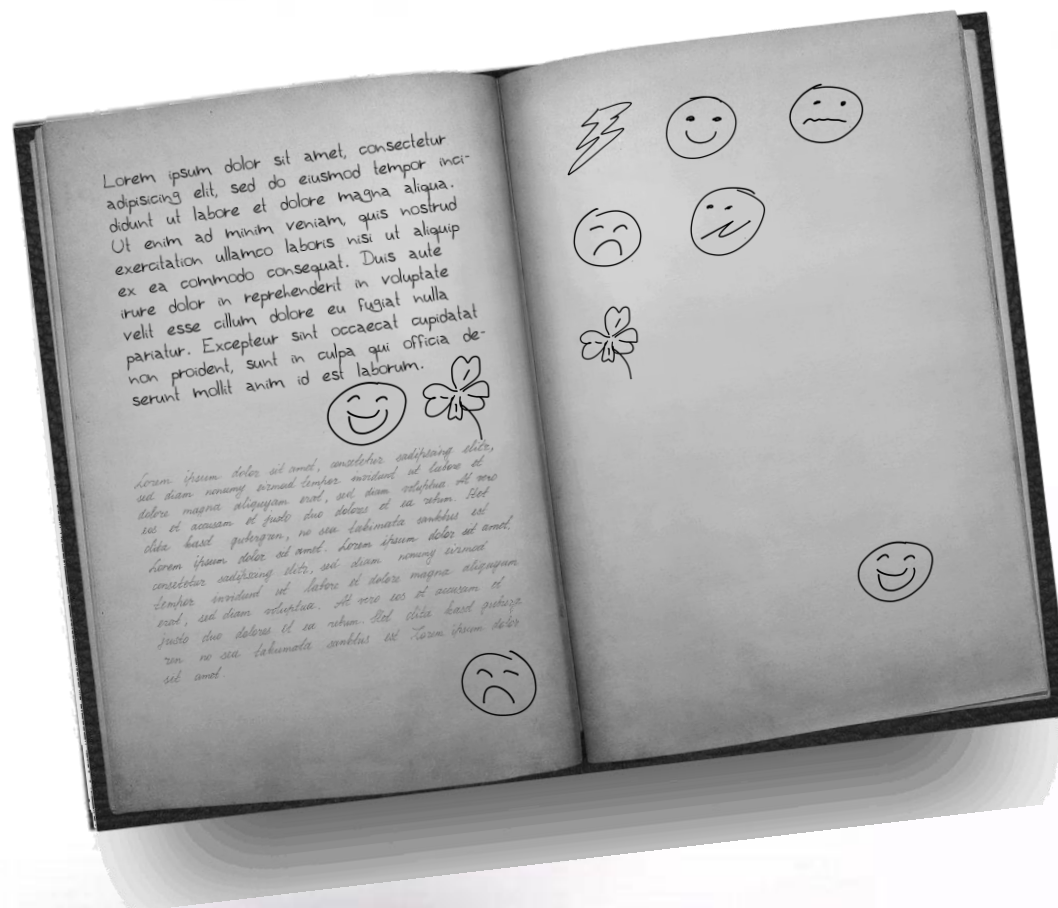 Lorem ipsum dolor sit amet, consectetur
adipisicing elit, sed do eiusmod tempor inci-
didunt ut labore et dolore magna aliqua.
Ut enim ad minim veniam, quis nostrud
exercitation ullamco laboris nisi ut aliquip
ex ea commodo consequat. Duis aute
irure dolor in reprehenderit in voluptate
velit esse cillum dolore eu fugiat nulla
pariatur. Excepteur sint occaecat cupidatat
non proident, sunt in culpa qui officia de-
serunt mollit anim id est laborum.
Lorem ipsum dolor sit amet, consetetur sadipscing elitr,
sed diam nonumy eirmod tempor invidunt ut labore et
dolore magna aliquyam erat, sed diam voluptua. At vero
eos et accusam et justo duo dolores et ea rebum. Stet
clita kasd gubergren, no sea takimata sanctus est
Lorem ipsum dolor sit amet. Lorem ipsum dolor sit amet,
consetetur sadipscing elitr, sed diam nonumy eirmod
tempor invidunt ut labore et dolore magna aliquyam
erat, sed diam voluptua. At vero eos et accusam et
justo duo dolores et ea rebum. Stet clita kasd guberg-
ren no sea takimata sanctus est Lorem ipsum dolor
sit amet.